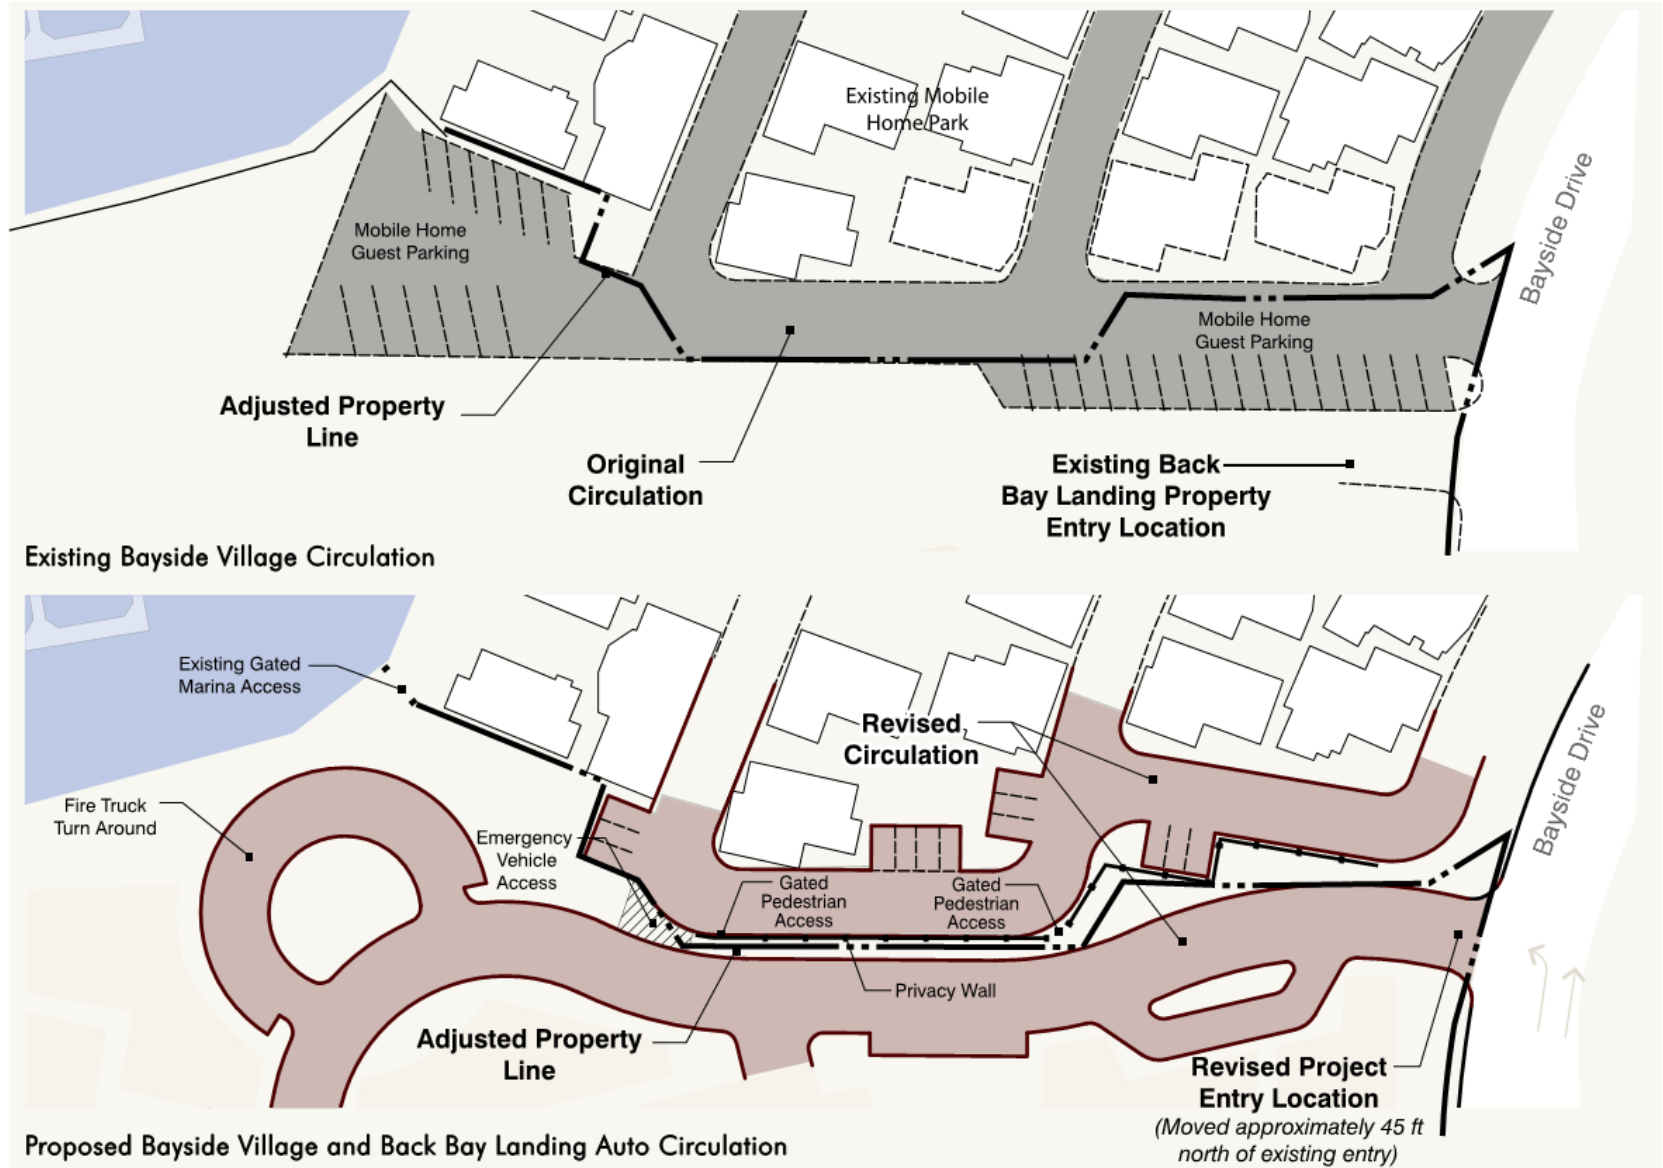 Existing Mobile
Home Park
Bayside Drive
Mobile Home
Guest Parking
Mobile Home
Guest Parking
Adjusted Property
Line
Original
Circulation
Existing Back
Bay Landing Property
Entry Location
Existing Bayside Village Circulation
Existing Gated
Marina Access
Revised
Circulation
Bayside Drive
Fire Truck
Turn Around
Emergency
Vehicle
Access
Gated
Pedestrian
Access
Gated
Pedestrian
Access
Privacy Wall
Adjusted Property
Line
Revised Project
Entry Location
(Moved approximately 45 ft
north of existing entry)
Proposed Bayside Village and Back Bay Landing Auto Circulation